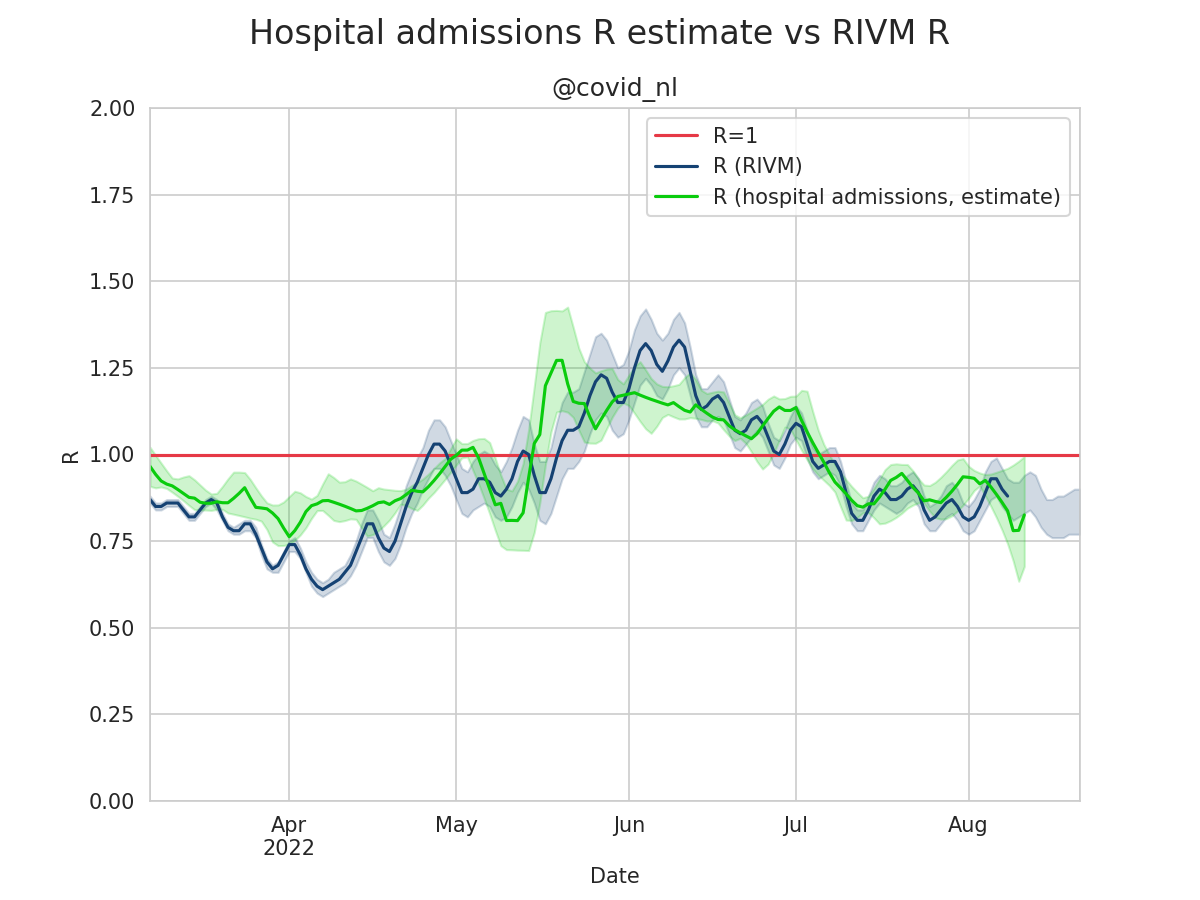 Hospital admissions R estimate vs RIVM R
@covid_nl
R=1
R (RIVM)
R (hospital admissions, estimate)
2.00
1.75
1.50
1.25
1.00
0.75
0.50
0.25
0.00
R
Apr
2022
May
Jun
Jul
Aug
Date